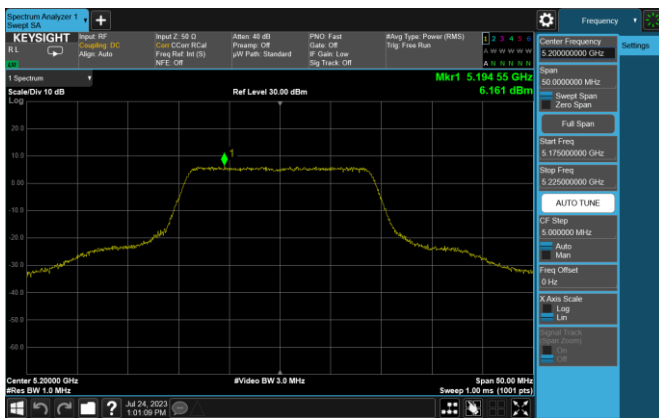 Spectrum Analyzer 1
Swept SA
+
Frequency
KEYSIGHT
RL
Input: RF
Coupling: DC
Align: Auto
Input Z: 50 Ω
Corr CCorr RCal
Freq Ref: Int (S)
NFE: Off
Atten: 40 dB
Preamp: Off
µW Path: Standard
PNO: Fast
Gate: Off
IF Gain: Low
Sig Track: Off
#Avg Type: Power (RMS)
Trig: Free Run
1 2 3 4 5 6
A W W W W W
A N N N N N
1 Spectrum
Scale/Div 10 dB
Log
Ref Level 30.00 dBm
Mkr1 5.194 55 GHz
6.161 dBm
1
20.0
10.0
0.00
-10.0
-20.0
-30.0
-40.0
-50.0
-60.0
Center 5.20000 GHz
#Res BW 1.0 MHz
#Video BW 3.0 MHz
Span 50.00 MHz
Sweep 1.00 ms (1001 pts)
Jul 24, 2023
1:01:09 PM
?
Center Frequency
5.200000000 GHz
Settings
Span
50.0000000 MHz
Swept Span
Zero Span
Full Span
Start Freq
5.175000000 GHz
Stop Freq
5.225000000 GHz
AUTO TUNE
CF Step
5.000000 MHz
Auto
Man
Freq Offset
0 Hz
X Axis Scale
Log
Lin
Signal Track
(Span Zoom)
On
Off